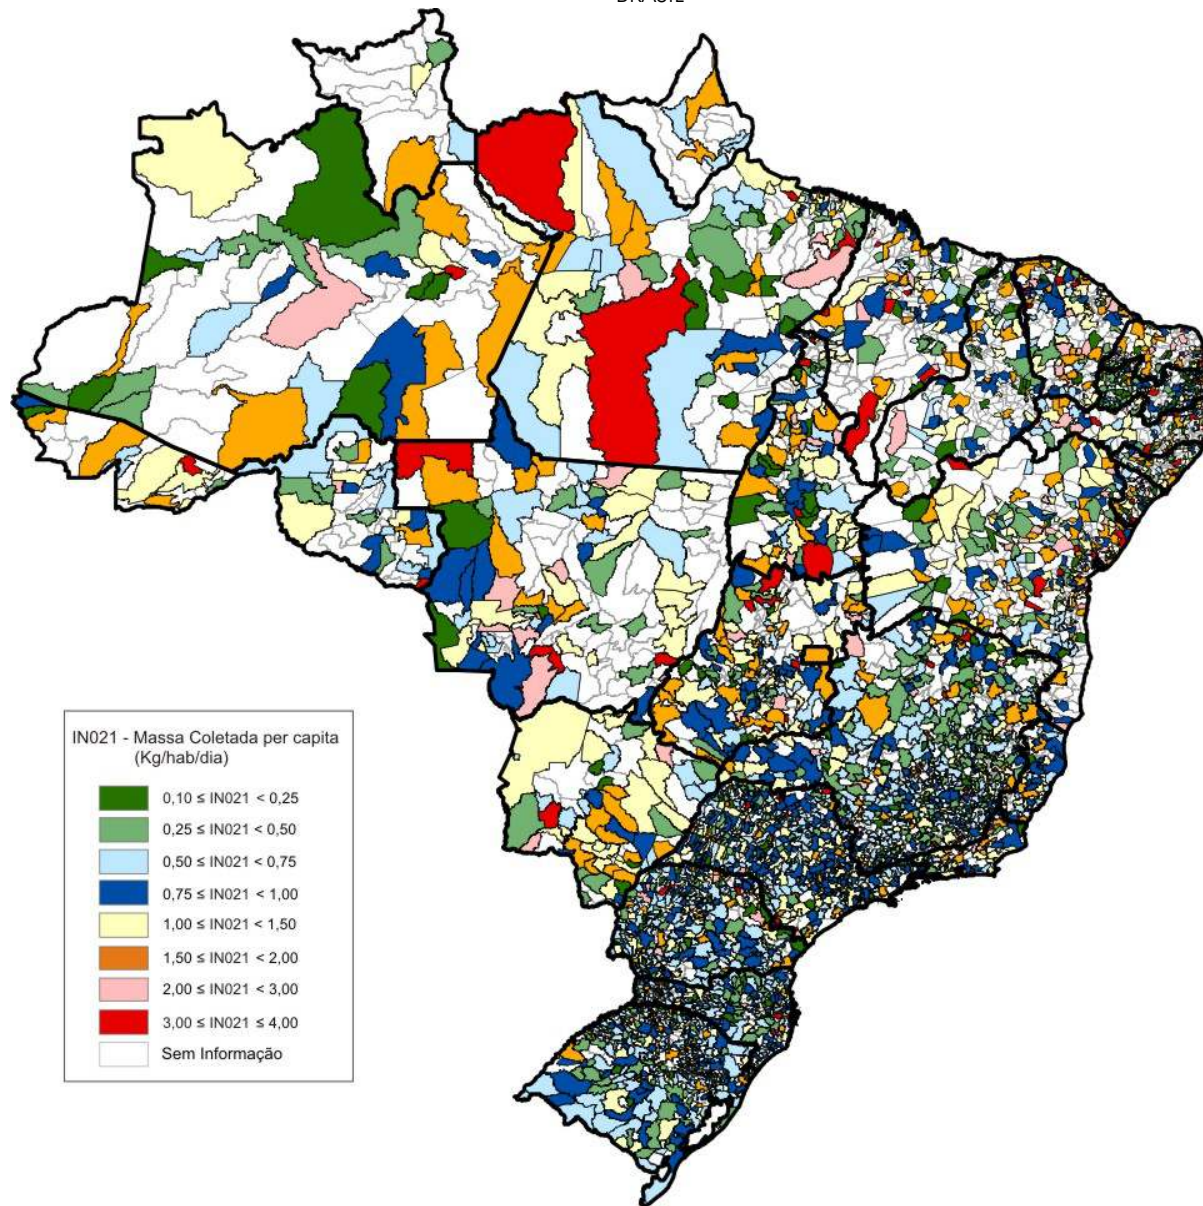 BRASIL
IN021 - Massa Coletada per capita
(Kg/hab/dia)
0,10 ≤ IN021 < 0,25
0,25 ≤ IN021 < 0,50
0,50 ≤ IN021 < 0,75
0,75 ≤ IN021 < 1,00
1,00 ≤ IN021 < 1,50
1,50 ≤ IN021 < 2,00
2,00 ≤ IN021 < 3,00
3,00 ≤ IN021 ≤ 4,00
Sem Informação